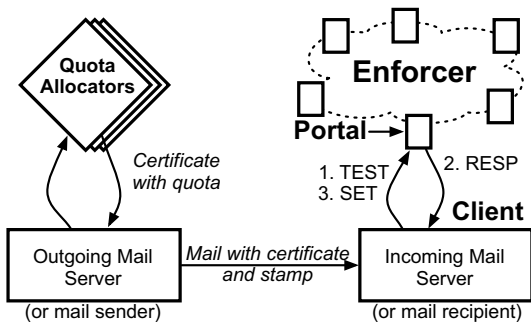 Quota
Allocators
Enforcer
Portal
Certificate
with quota
1. TEST
3. SET
2. RESP
Client
Outgoing Mail
Server
Mail with certificate
and stamp
Incoming Mail
Server
(or mail sender)
(or mail recipient)